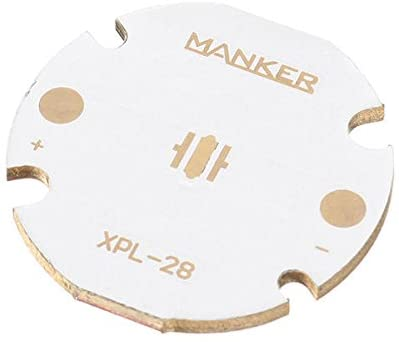 MANKER
+
-
XPL-28